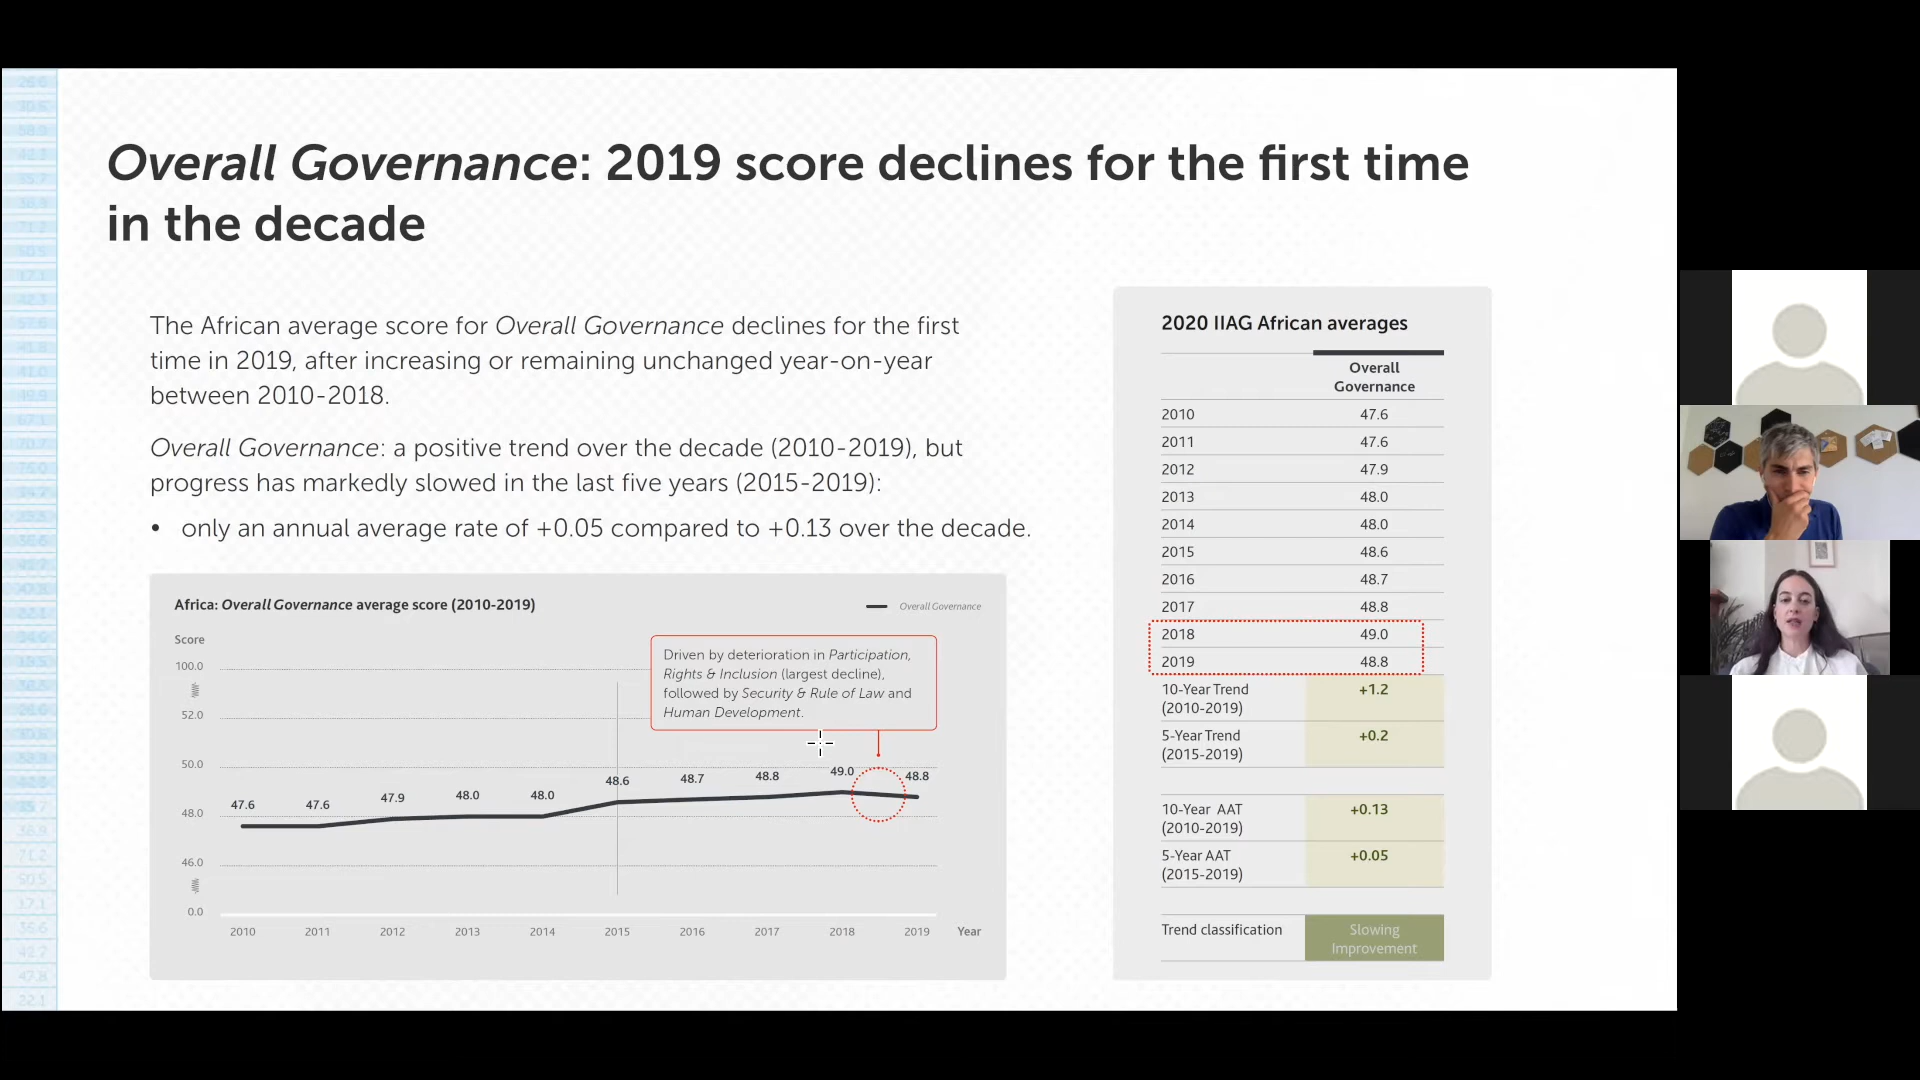 Overall Governance: 2019 score declines for the first time
in the decade
The African average score for Overall Governance declines for the first
time in 2019, after increasing or remaining unchanged year-on-year
between 2010-2018.
Overall Governance: a positive trend over the decade (2010-2019), but
progress has markedly slowed in the last five years (2015-2019):
• only an annual average rate of +0.05 compared to +0.13 over the decade.
Africa: Overall Governance average score (2010-2019)
Overall Governance
Score
100.0
52.0
50.0
48.0
46.0
0.0
Driven by deterioration in Participation,
Rights & Inclusion (largest decline),
followed by Security & Rule of Law and
Human Development.
47.6 47.6 47.9 48.0 48.0 48.6 48.7 48.8 49.0 48.8
2010 2011 2012 2013 2014 2015 2016 2017 2018 2019 Year
2020 IIAG African averages
Overall
Governance
2010 47.6
2011 47.6
2012 47.9
2013 48.0
2014 48.0
2015 48.6
2016 48.7
2017 48.8
2018 49.0
2019 48.8
10-Year Trend +1.2
(2010-2019)
5-Year Trend +0.2
(2015-2019)
10-Year AAT +0.13
(2010-2019)
5-Year AAT +0.05
(2015-2019)
Trend classification Slowing
Improvement